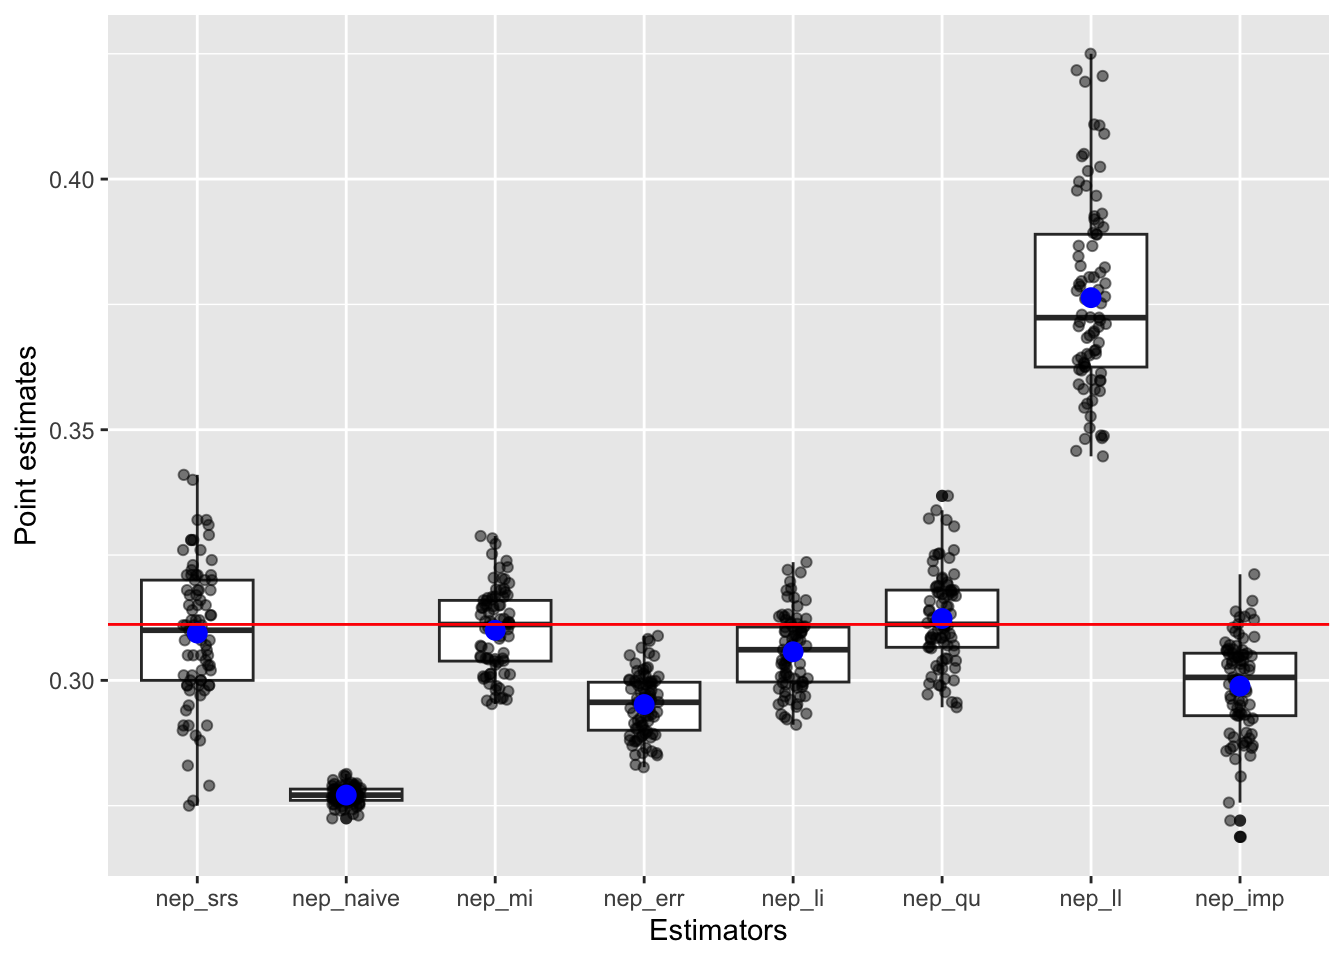 0.40
0.35
0.30
Point estimates
nep_srs nep_naive nep_mi nep_err nep_li nep_qu nep_ll nep_imp
Estimators